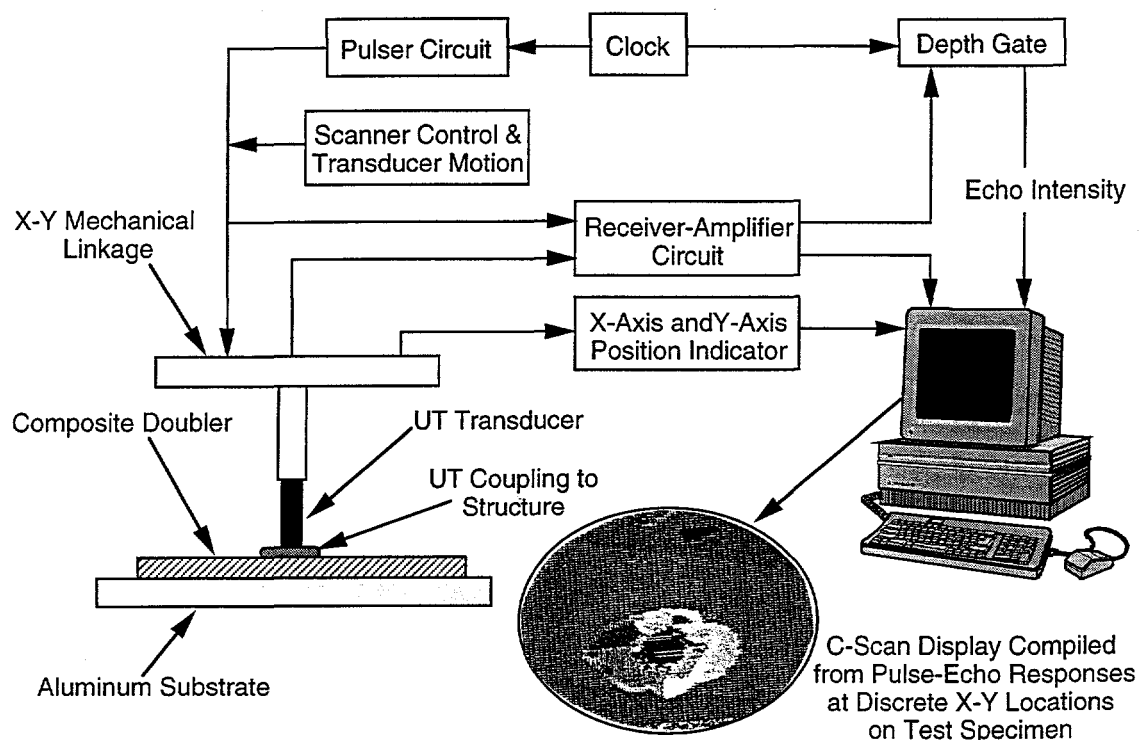 Pulser Circuit
Clock
Depth Gate
Scanner Control &
Transducer Motion
Echo Intensity
X-Y Mechanical
Linkage
Receiver-Amplifier
Circuit
X-Axis andY-Axis
Position Indicator
Composite Doubler
UT Transducer
UT Coupling to
Structure
Aluminum Substrate
C-Scan Display Compiled
from Pulse-Echo Responses
at Discrete X-Y Locations
on Test Specimen